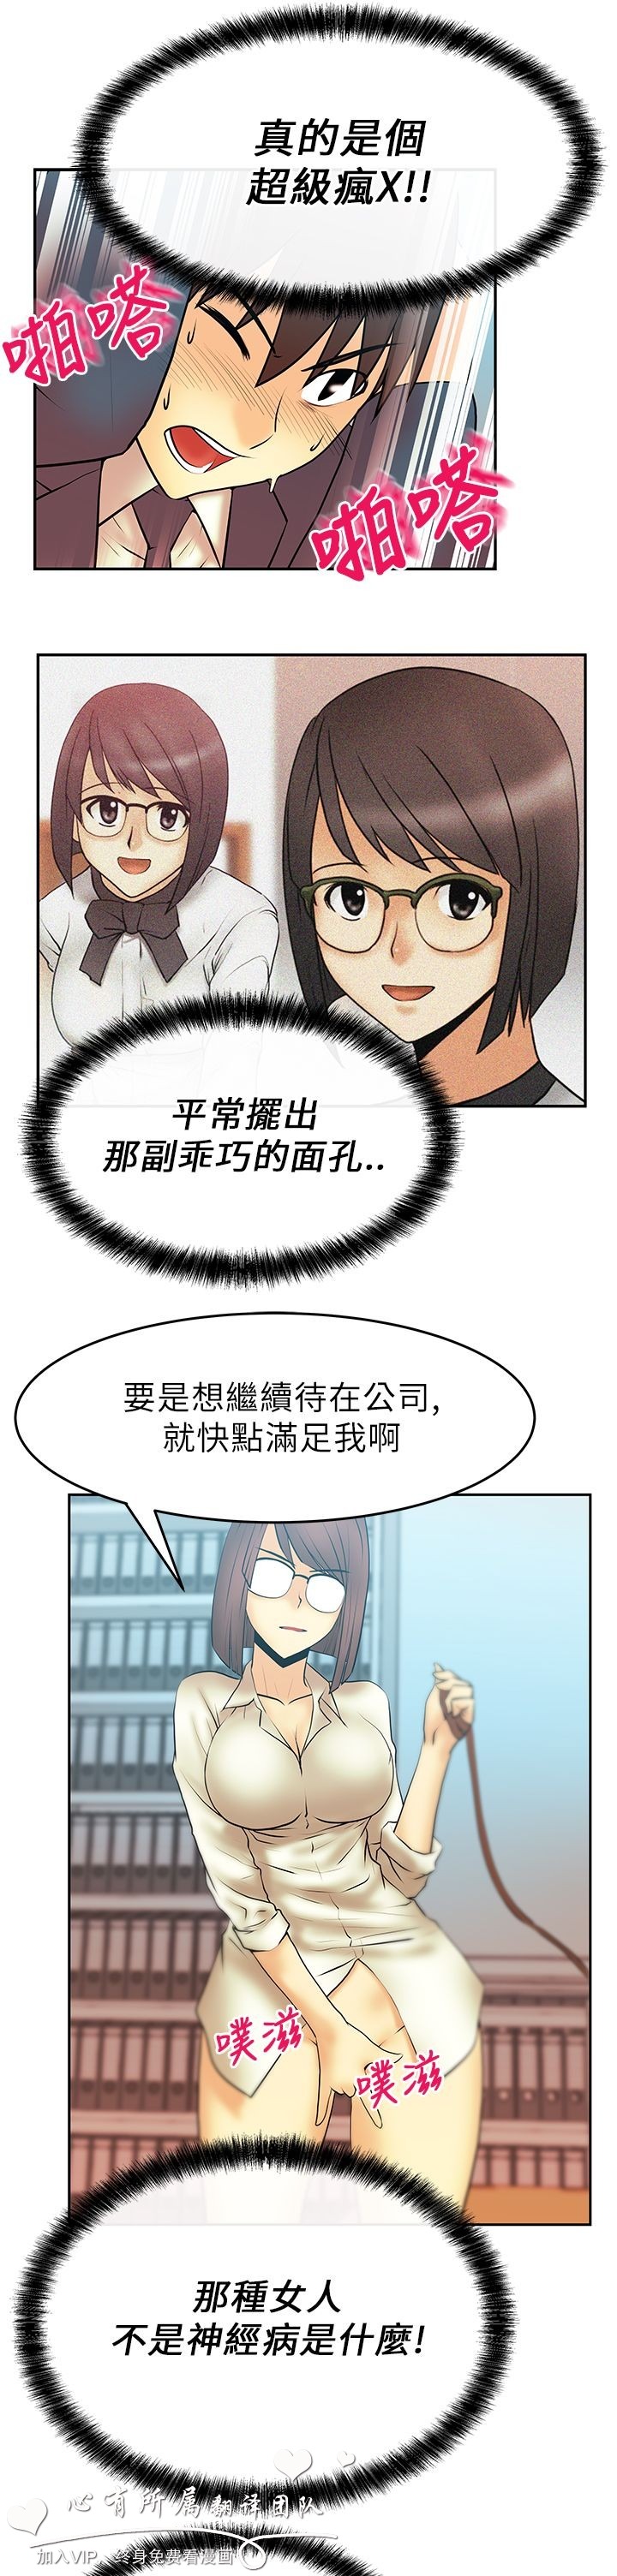 真的是個
超級瘋X!!
啪嗒
啪嗒
平常擺出
那副乖巧的面孔..
要是想繼續待在公司,
就快點滿足我啊
噗滋
噗滋
那種女人
不是神經病是什麼!
心有所属翻译团队
加入VIP，终身免费看漫画